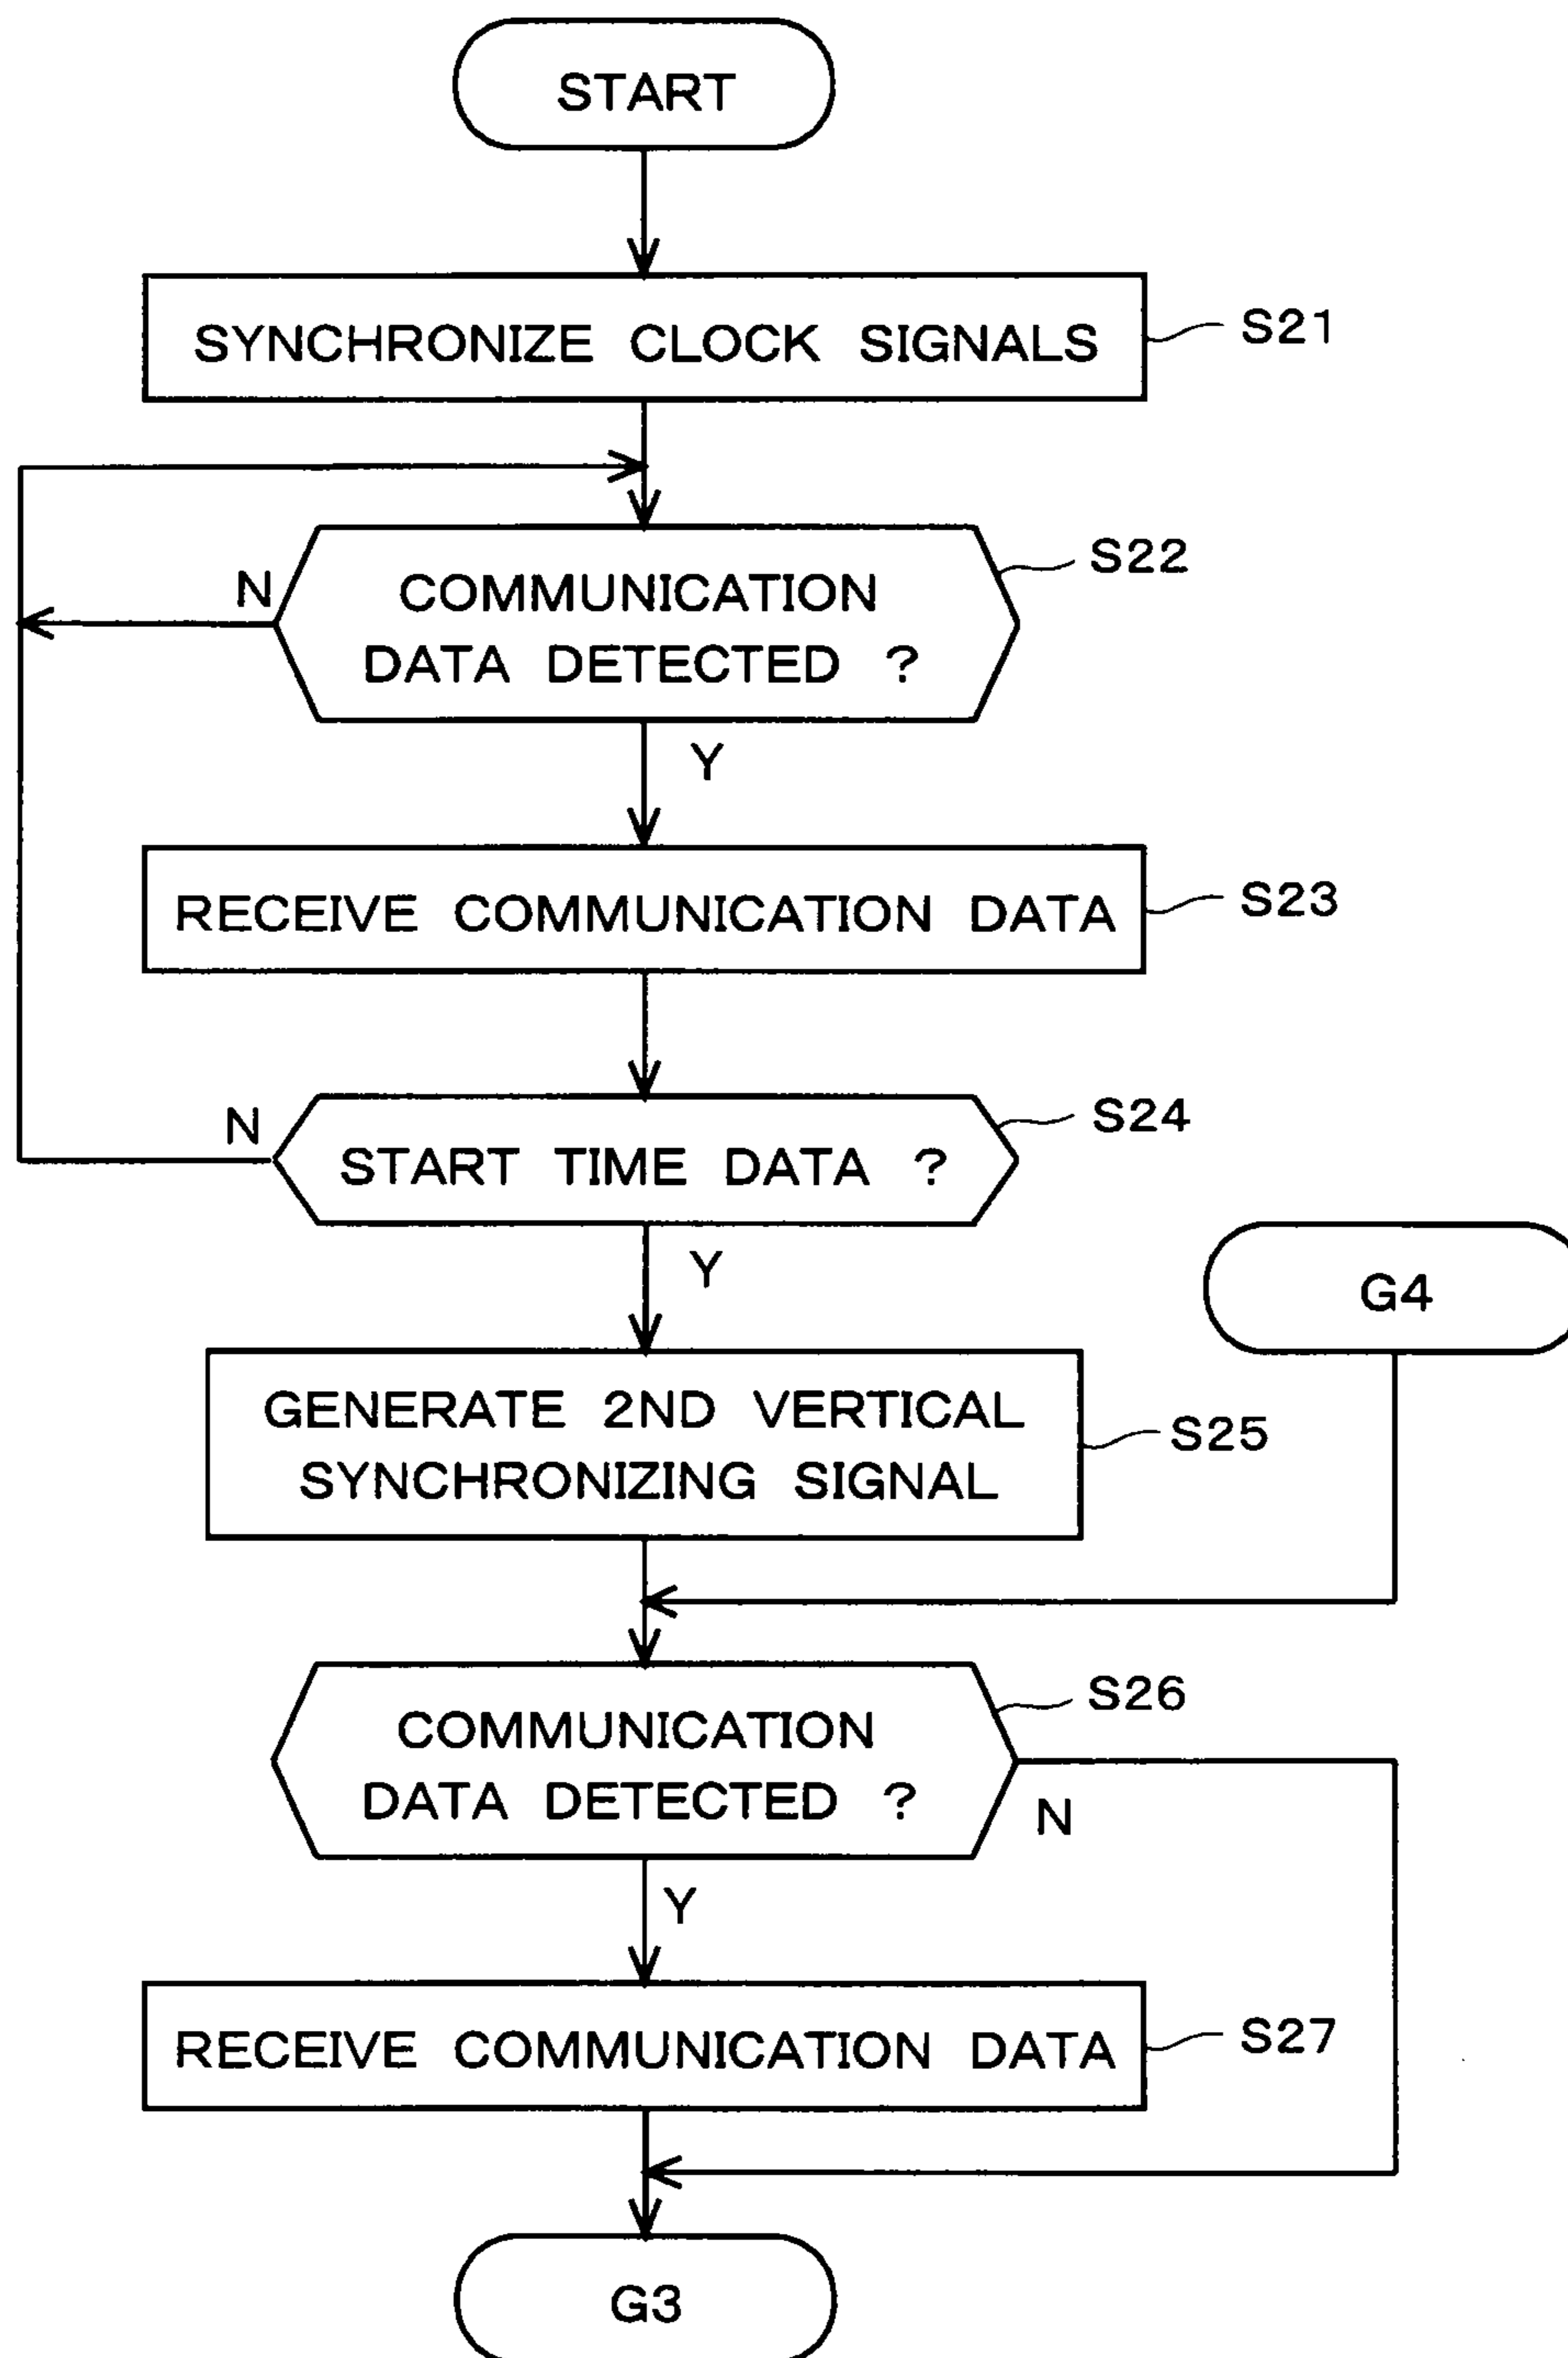 START
SYNCHRONIZE CLOCK SIGNALS
S21
N
COMMUNICATION
DATA DETECTED ?
S22
Y
RECEIVE COMMUNICATION DATA
S23
N
START TIME DATA ?
S24
Y
G4
GENERATE 2ND VERTICAL
SYNCHRONIZING SIGNAL
S25
COMMUNICATION
DATA DETECTED ?
S26
N
Y
RECEIVE COMMUNICATION DATA
S27
G3